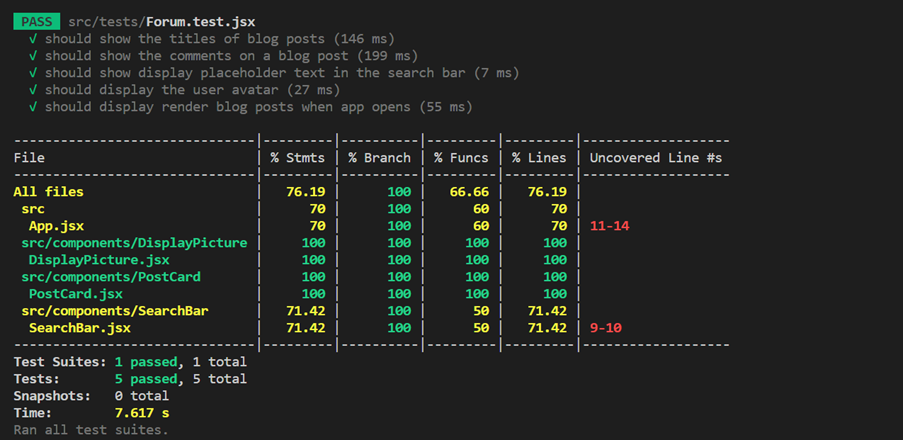 PASS src/tests/Forum.test.jsx
√ should show the titles of blog posts (146 ms)
√ should show the comments on a blog post (199 ms)
√ should show display placeholder text in the search bar (7 ms)
√ should display the user avatar (27 ms)
√ should display render blog posts when app opens (55 ms)
-------------------------------|---------|----------|---------|---------|-------------------
File | % Stmts | % Branch | % Funcs | % Lines | Uncovered Line #s
-------------------------------|---------|----------|---------|---------|-------------------
All files | 76.19 | 100 | 66.66 | 76.19 |
src | 70 | 100 | 60 | 70 |
App.jsx | 70 | 100 | 60 | 70 | 11-14
src/components/DisplayPicture | 100 | 100 | 100 | 100 |
DisplayPicture.jsx | 100 | 100 | 100 | 100 |
src/components/PostCard | 100 | 100 | 100 | 100 |
PostCard.jsx | 100 | 100 | 100 | 100 |
src/components/SearchBar | 71.42 | 100 | 50 | 71.42 |
SearchBar.jsx | 71.42 | 100 | 50 | 71.42 | 9-10
-------------------------------|---------|----------|---------|---------|-------------------
Test Suites: 1 passed, 1 total
Tests: 5 passed, 5 total
Snapshots: 0 total
Time: 7.617 s
Ran all test suites.